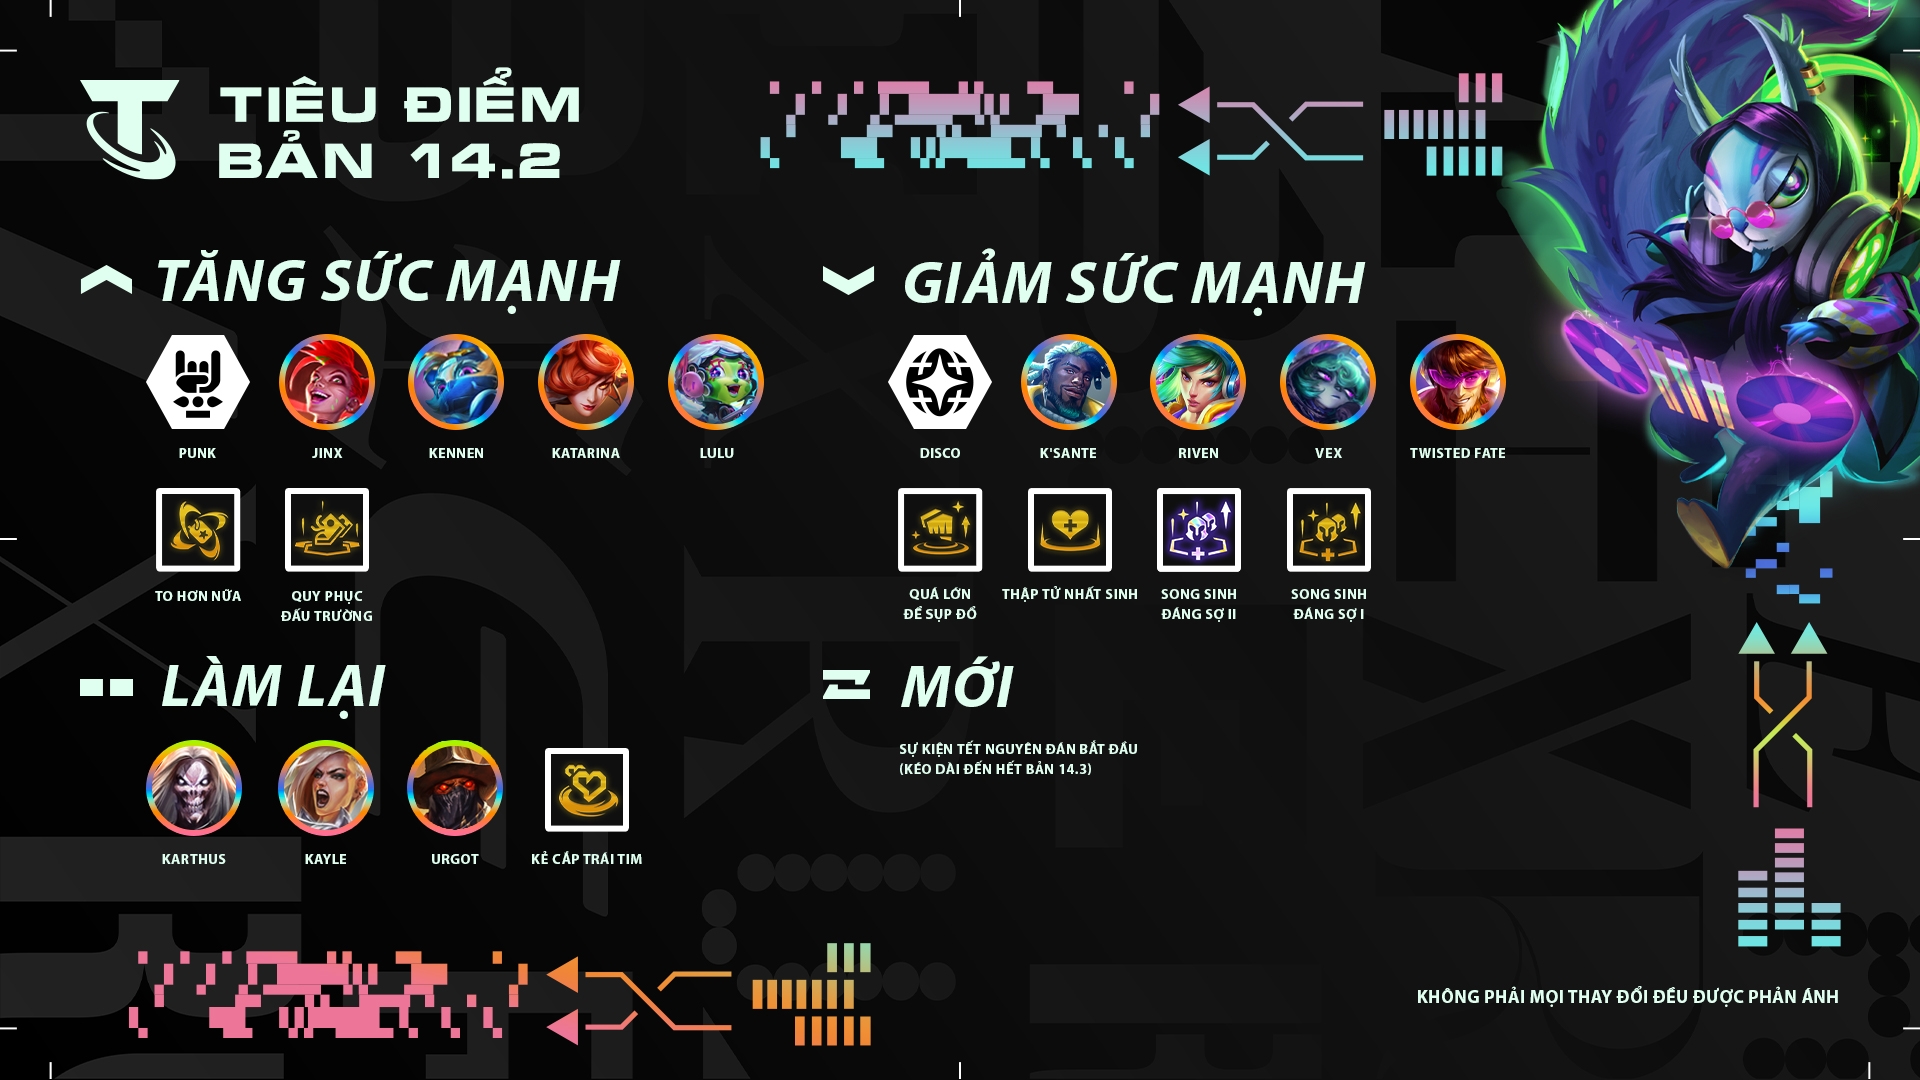 TIÊU ĐIỂM
BẢN 14.2
TĂNG SỨC MẠNH
PUNK
JINX
KENNEN
KATARINA
LULU
TO HƠN NỮA
QUY PHỤC
ĐẤU TRƯỜNG
GIẢM SỨC MẠNH
DISCO
K'SANTE
RIVEN
VEX
TWISTED FATE
QUÁ LỚN
ĐỂ SỤP ĐỔ
THẬP TỬ NHẤT SINH
SONG SINH
ĐÁNG SỢ II
SONG SINH
ĐÁNG SỢ I
LÀM LẠI
KARTHUS
KAYLE
URGOT
KẺ CẮP TRÁI TIM
MỚI
SỰ KIỆN TẾT NGUYÊN ĐÁN BẮT ĐẦU
(KÉO DÀI ĐẾN HẾT BẢN 14.3)
KHÔNG PHẢI MỌI THAY ĐỔI ĐỀU ĐƯỢC PHẢN ÁNH